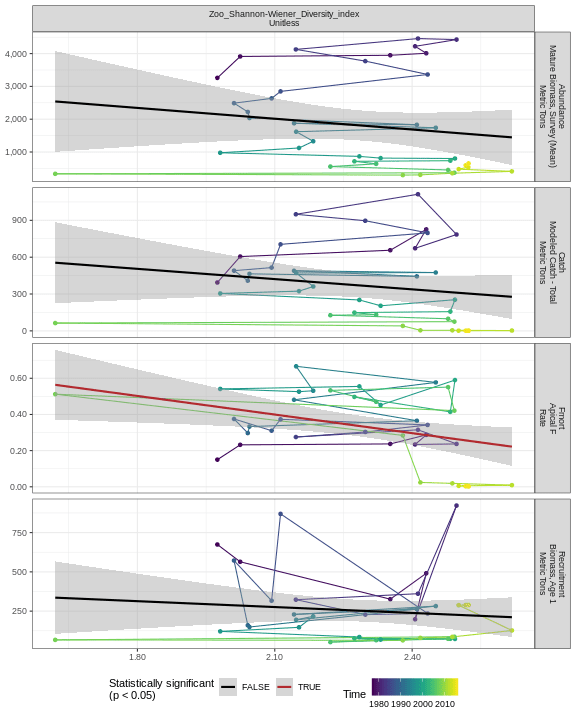 Zoo_Shannon-Wiener_Diversity_index
Unitless
4,000
3,000
2,000
1,000
Abundance
Mature Biomass, Survey (Mean)
Metric Tons
900
600
300
0
Catch
Modeled Catch - Total
Metric Tons
0.60
0.40
0.20
0.00
Fmort
Apical F
Rate
750
500
250
Recruitment
Biomass, Age 1
Metric Tons
1.80
2.10
2.40
Statistically significant
(p < 0.05)
FALSE
TRUE
Time
1980 1990 2000 2010